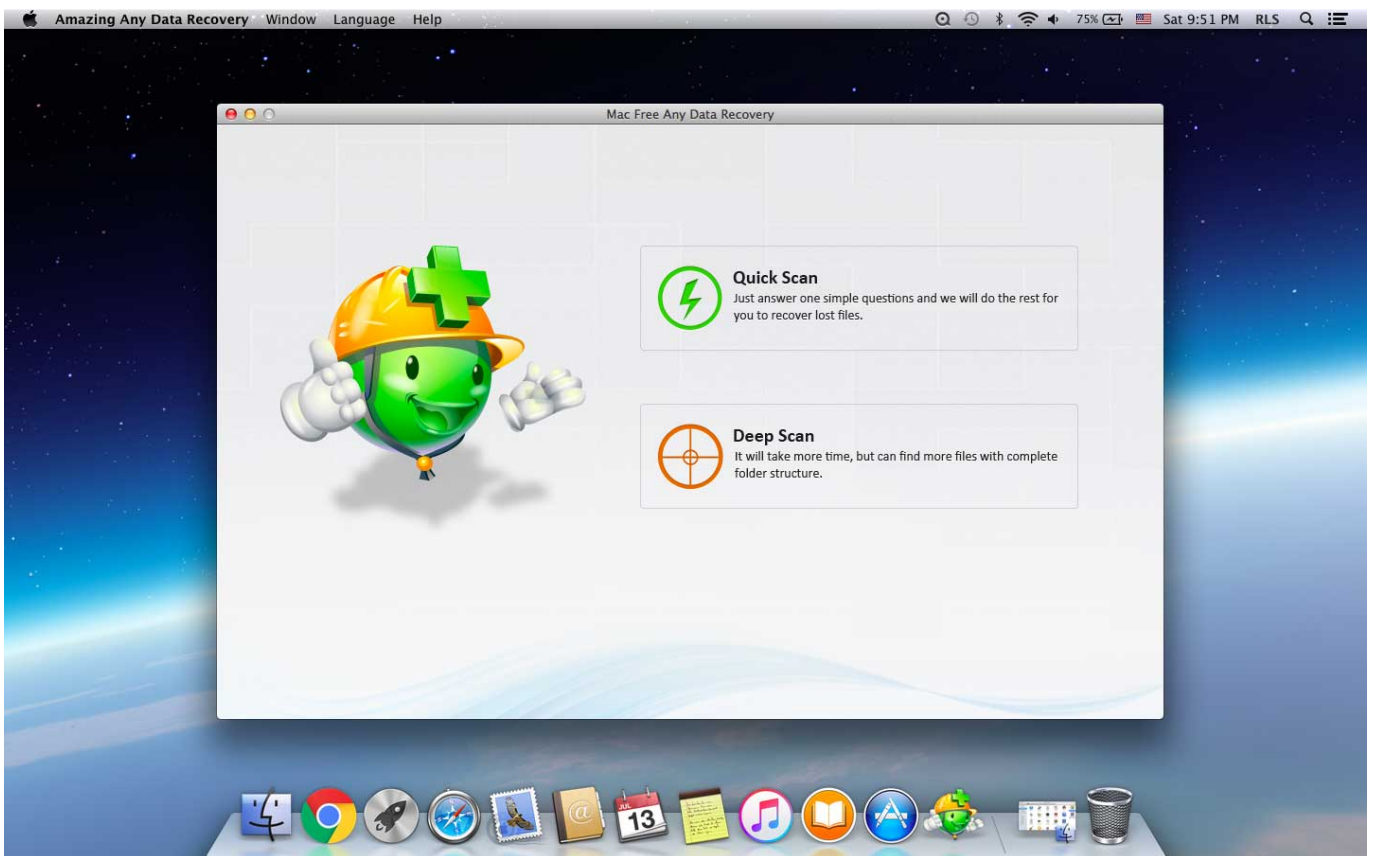 Amazing Any Data Recovery Window Language Help 75% Sat 9:51 PM RLS
Mac Free Any Data Recovery
Quick Scan
Just answer one simple questions and we will do the rest for
you to recover lost files.
Deep Scan
It will take more time, but can find more files with complete
folder structure.
@
JUL
13